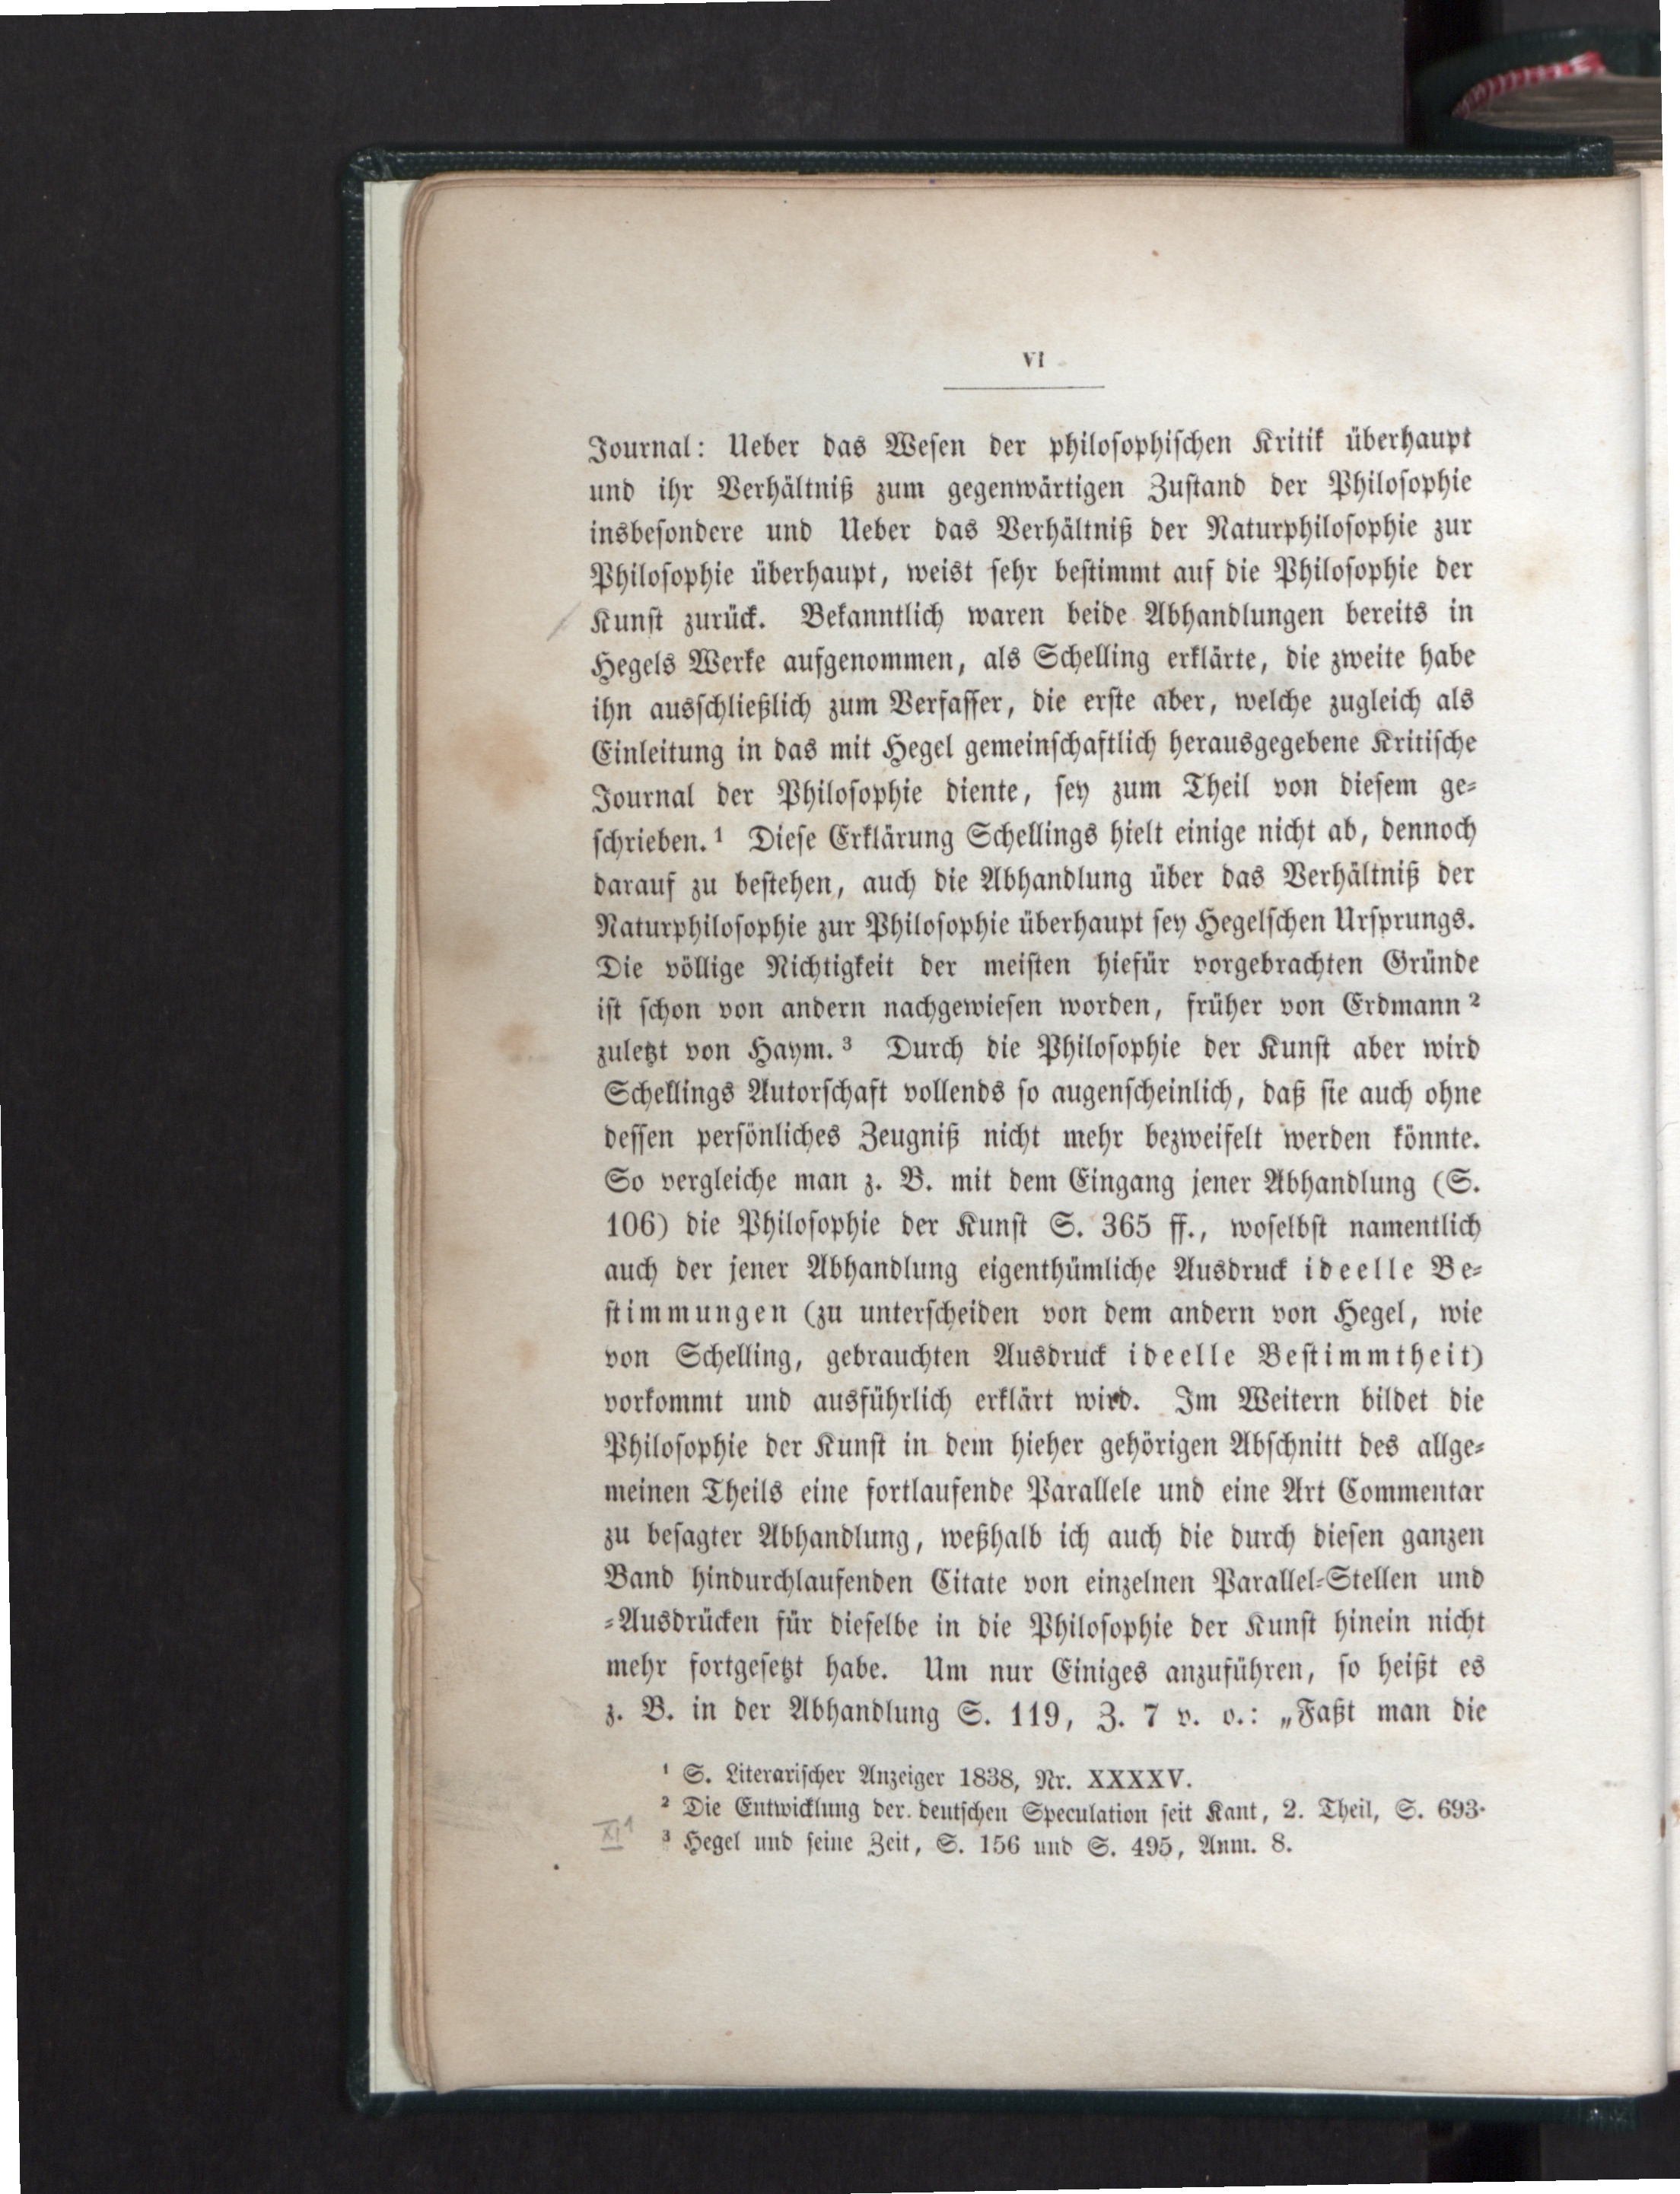 VI
Journal: Ueber das Wesen der philosophischen Kritik überhaupt
und ihr Verhältniß zum gegenwärtigen Zustand der Philosophie
insbesondere und Ueber das Verhältniß der Naturphilosophie zur
Philosophie überhaupt, weist sehr bestimmt auf die Philosophie der
Kunst zurück. Bekanntlich waren beide Abhandlungen bereits in
Hegels Werke aufgenommen, als Schelling erklärte, die zweite habe
ihn ausschließlich zum Verfasser, die erste aber, welche zugleich als
Einleitung in das mit Hegel gemeinschaftlich herausgegebene Kritische
Journal der Philosophie diente, sey zum Theil von diesem ge-
schrieben.¹ Diese Erklärung Schellings hielt einige nicht ab, dennoch
darauf zu bestehen, auch die Abhandlung über das Verhältniß der
Naturphilosophie zur Philosophie überhaupt sey Hegelschen Ursprungs.
Die völlige Nichtigkeit der meisten hiefür vorgebrachten Gründe
ist schon von andern nachgewiesen worden, früher von Erdmann²
zuletzt von Haym.³ Durch die Philosophie der Kunst aber wird
Schellings Autorschaft vollends so augenscheinlich, daß sie auch ohne
dessen persönliches Zeugniß nicht mehr bezweifelt werden könnte.
So vergleiche man z. B. mit dem Eingang jener Abhandlung (S.
106) die Philosophie der Kunst S. 365 ff., woselbst namentlich
auch der jener Abhandlung eigenthümliche Ausdruck ideelle Be-
stimmungen (zu unterscheiden von dem andern von Hegel, wie
von Schelling, gebrauchten Ausdruck ideelle Bestimmtheit)
vorkommt und ausführlich erklärt wird. Im Weitern bildet die
Philosophie der Kunst in dem hieher gehörigen Abschnitt des allge-
meinen Theils eine fortlaufende Parallele und eine Art Commentar
zu besagter Abhandlung, weßhalb ich auch die durch diesen ganzen
Band hindurchlaufenden Citate von einzelnen Parallel-Stellen und
-Ausdrücken für dieselbe in die Philosophie der Kunst hinein nicht
mehr fortgesetzt habe. Um nur Einiges anzuführen, so heißt es
z. B. in der Abhandlung S. 119, Z. 7 v. o.: „Faßt man die
¹ S. Literarischer Anzeiger 1838, Nr. XXXXV.
² Die Entwicklung der deutschen Speculation seit Kant, 2. Theil, S. 693.
XI¹
³ Hegel und seine Zeit, S. 156 und S. 495, Anm. 8.